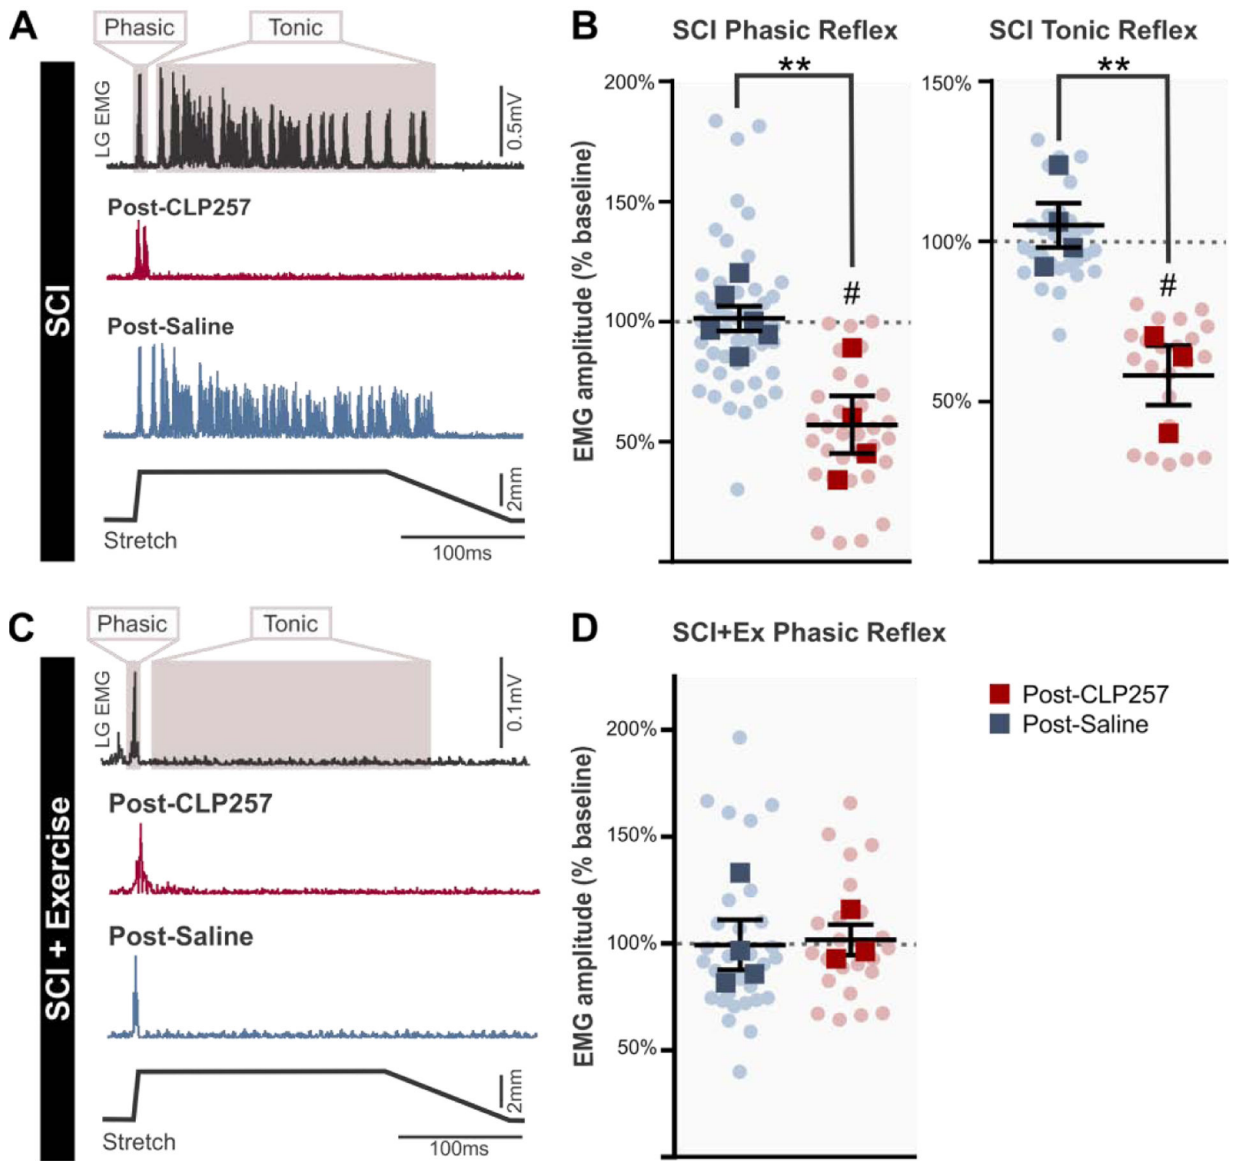 A
Phasic
Tonic
LG EMG
0.5mV
Post-CLP257
Post-Saline
SCI
2mm
Stretch
100ms
B
SCI Phasic Reflex
SCI Tonic Reflex
**
**
EMG amplitude (% baseline)
200%
150%
100%
50%
#
150%
100%
50%
#
C
Phasic
Tonic
LG EMG
0.1mV
Post-CLP257
Post-Saline
SCI + Exercise
2mm
Stretch
100ms
D
SCI+Ex Phasic Reflex
EMG amplitude (% baseline)
200%
150%
100%
50%
Post-CLP257
Post-Saline